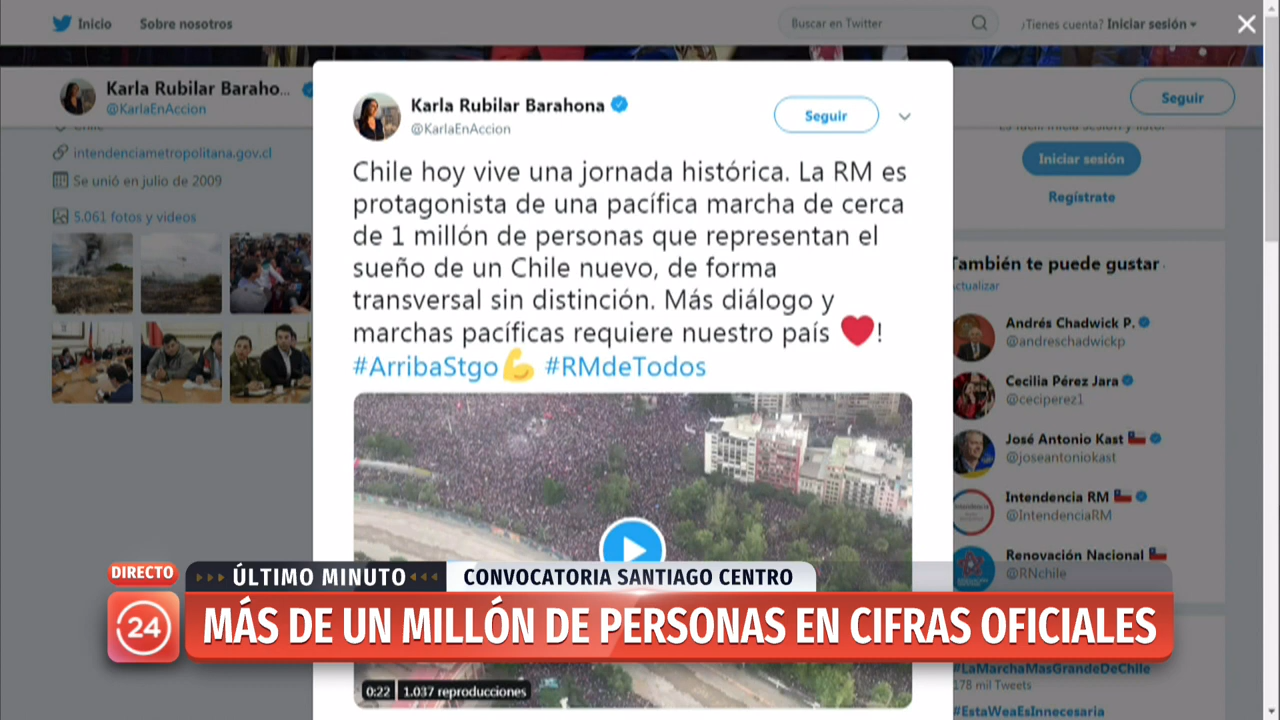 Inicio
Sobre nosotros
Buscar en Twitter
¿Tienes cuenta? Iniciar sesión
Karla Rubilar Baraho...
@KarlaEnAccion
Seguir
intendenciametropolitana.gov.cl
Se unió en julio de 2009
5.061 fotos y videos
Karla Rubilar Barahona
@KarlaEnAccion
Seguir
Chile hoy vive una jornada histórica. La RM es
protagonista de una pacífica marcha de cerca
de 1 millón de personas que representan el
sueño de un Chile nuevo, de forma
transversal sin distinción. Más diálogo y
marchas pacíficas requiere nuestro país ❤️!
#ArribaStgo💪 #RMdeTodos
0:22
1.037 reproducciones
Iniciar sesión
Regístrate
También te puede gustar
Andrés Chadwick P.
@andreschadwickp
Cecilia Pérez Jara
@ceciperez1
José Antonio Kast 🇨🇱
@joseantoniokast
Intendencia RM 🇨🇱
@IntendenciaRM
Renovación Nacional 🇨🇱
@RNchile
#LaMarchaMasGrandeDeChile
178 mil Tweets
#EstaWeaEsInnecesaria
DIRECTO
ÚLTIMO MINUTO
CONVOCATORIA SANTIAGO CENTRO
24
MÁS DE UN MILLÓN DE PERSONAS EN CIFRAS OFICIALES